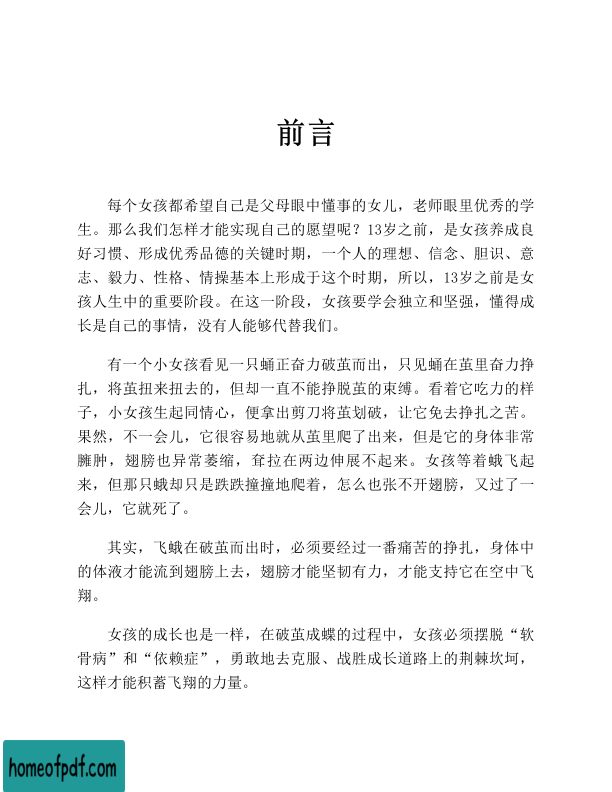 前言
每个女孩都希望自己是父母眼中懂事的女儿，老师眼里优秀的学
生。那么我们怎样才能实现自己的愿望呢？13岁之前，是女孩养成良
好习惯、形成优秀品德的关键时期，一个人的理想、信念、胆识、意
志、毅力、性格、情操基本上形成于这个时期，所以，13岁之前是女
孩人生中的重要阶段。在这一阶段，女孩要学会独立和坚强，懂得成
长是自己的事情，没有人能够代替我们。
有一个小女孩看见一只蛹正奋力破茧而出，只见蛹在茧里奋力挣
扎，将茧扭来扭去的，但却一直不能挣脱茧的束缚。看着它吃力的样
子，小女孩生起同情心，便拿出剪刀将茧划破，让它免去挣扎之苦。
果然，不一会儿，它很容易地就从茧里爬了出来，但是它的身体非常
臃肿，翅膀也异常萎缩，耷拉在两边伸展不起来。女孩等着蛾飞起
来，但那只蛾却只是跌跌撞撞地爬着，怎么也张不开翅膀，又过了一
会儿，它就死了。
其实，飞蛾在破茧而出时，必须要经过一番痛苦的挣扎，身体中
的体液才能流到翅膀上去，翅膀才能坚韧有力，才能支持它在空中飞
翔。
女孩的成长也是一样，在破茧成蝶的过程中，女孩必须摆脱“软
骨病”和“依赖症”，勇敢地去克服、战胜成长道路上的荆棘坎坷，
这样才能积蓄飞翔的力量。
homeofpdf.com